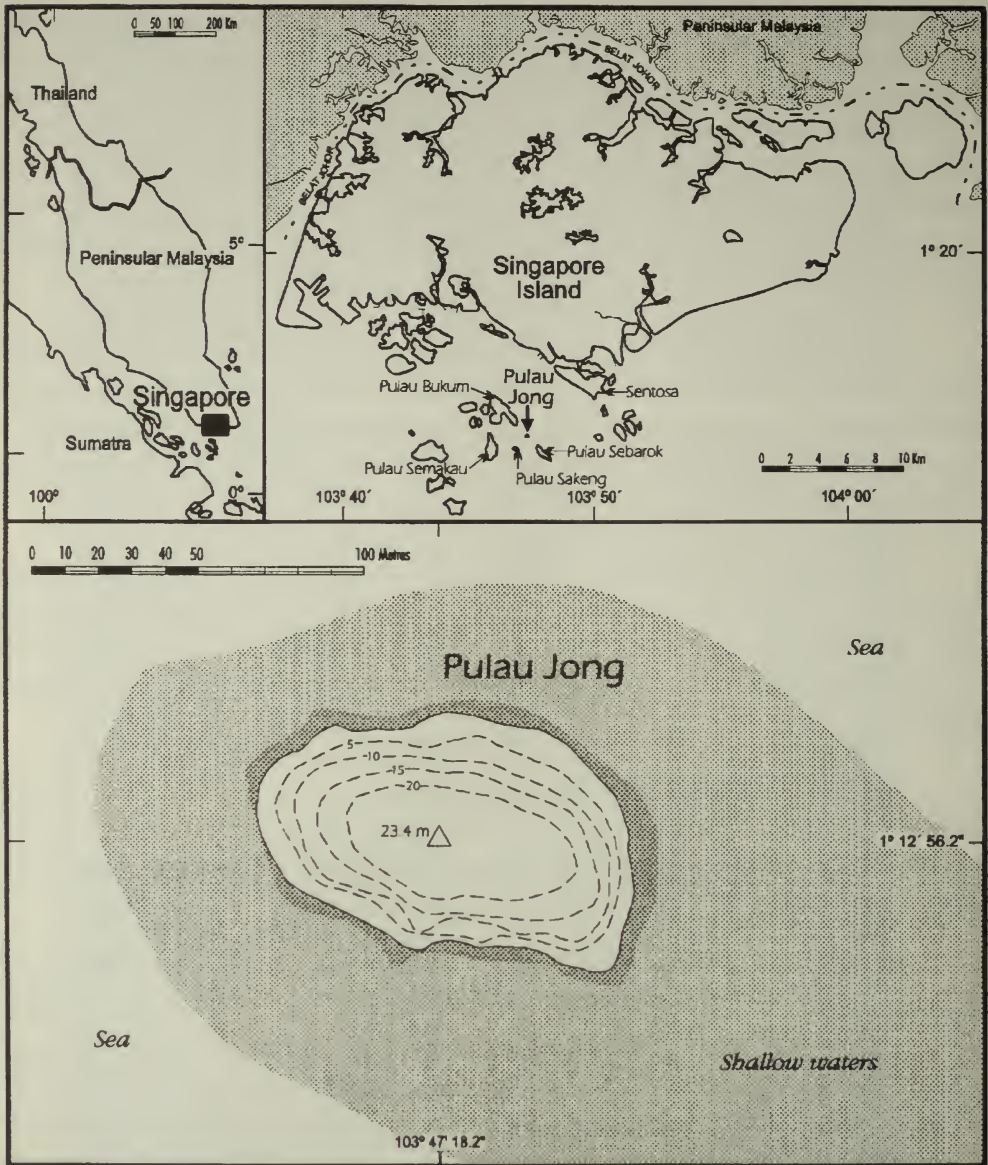 0 50 100 200 Km
Thailand
5°
Peninsular Malaysia
Singapore
Sumatra
0°
100°
Peninsular Malaysia
BELAT JOHOR
BELAT JOHOR
1° 20´
Singapore
Island
Pulau Bukum
Pulau
Jong
Sentosa
Pulau Semakau
Pulau Sebarok
Pulau Sakeng
0 2 4 6 8 10 Km
103° 40´
103° 50´
104° 00´
0 10 20 30 40 50 100 Metres
Sea
Pulau Jong
5
10
15
20
23.4 m
1° 12´ 56.2"
Sea
Shallow waters
103° 47' 18.2"